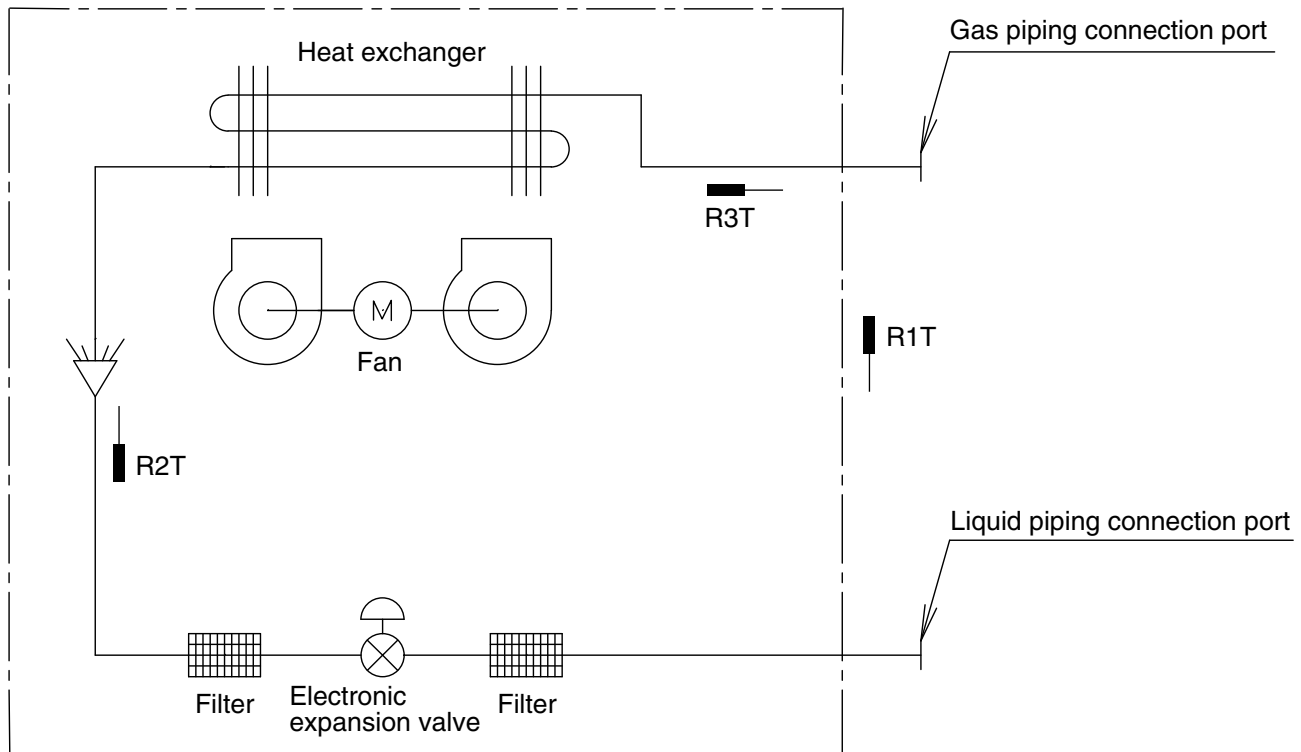 Gas piping connection port
Heat exchanger
R3T
M
Fan
R1T
R2T
Liquid piping connection port
Filter
Electronic
expansion valve
Filter